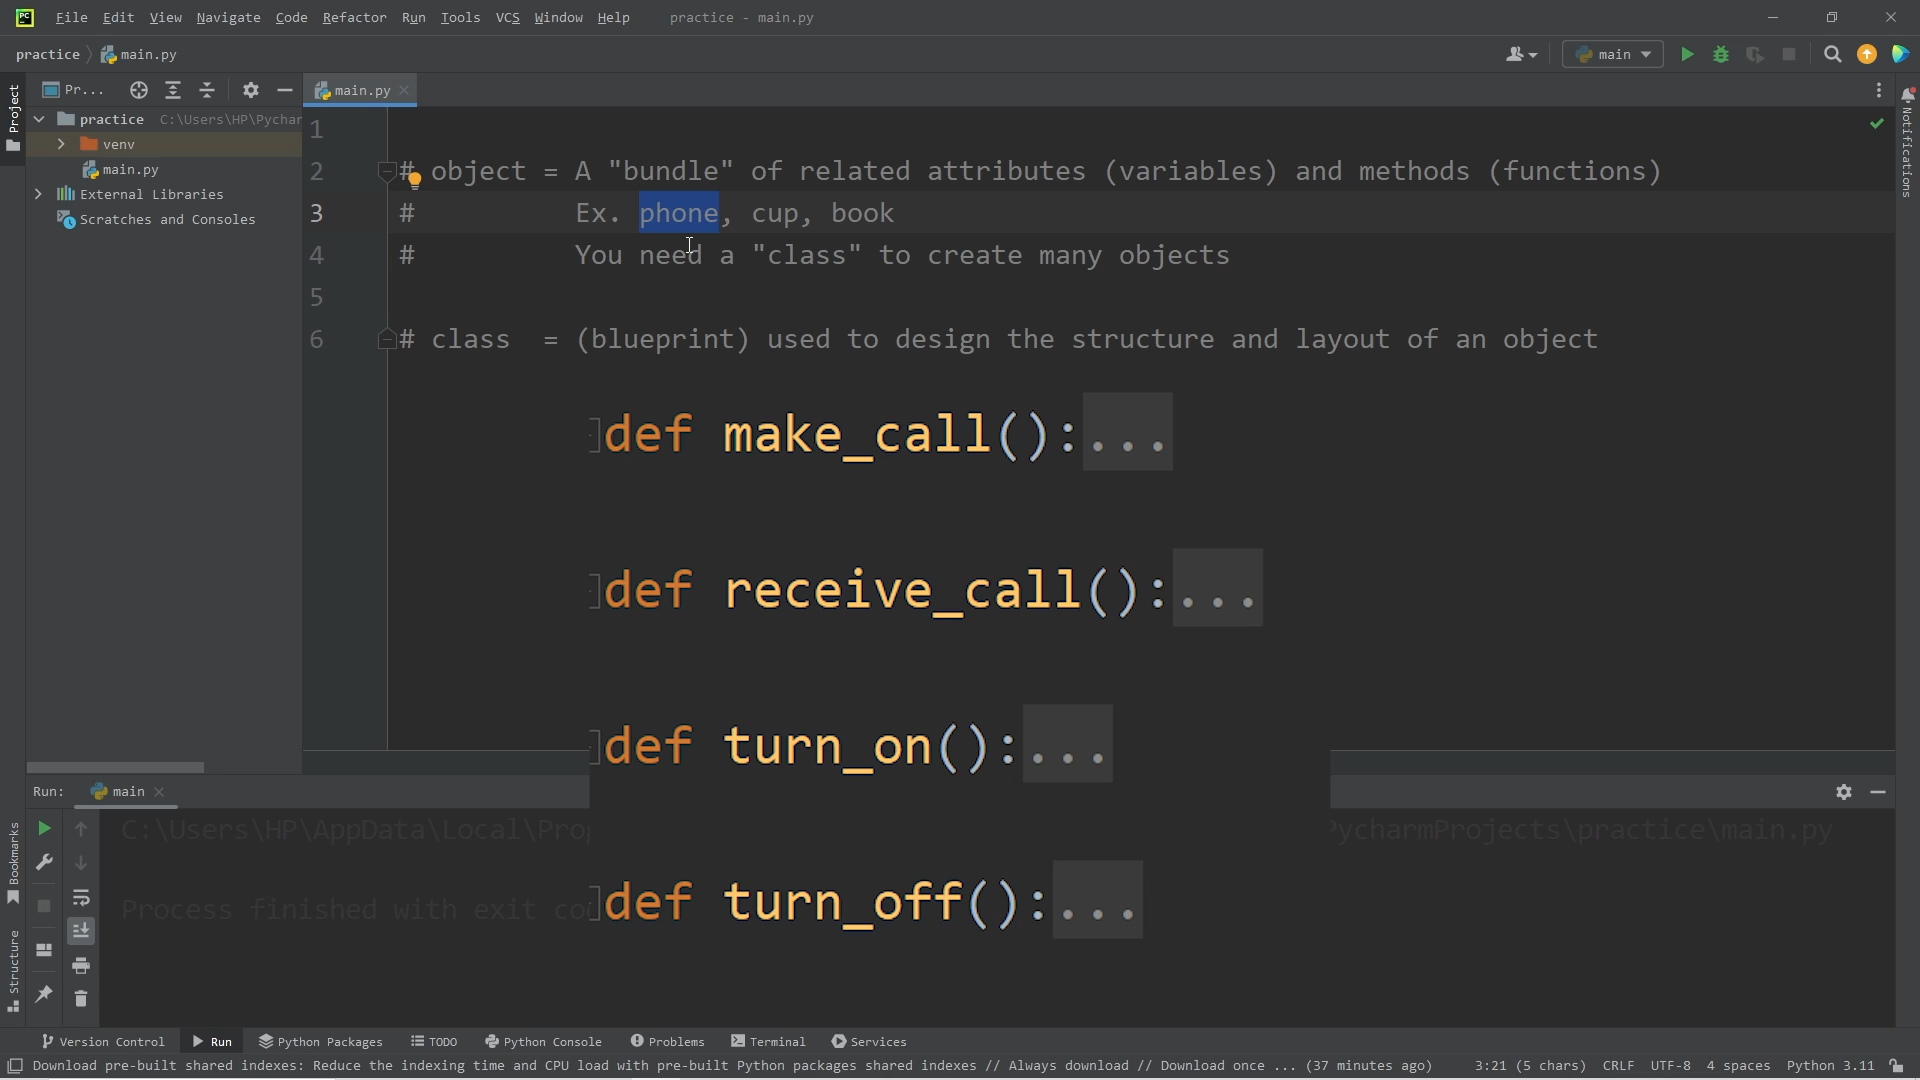 File Edit View Navigate Code Refactor Run Tools VCS Window Help practice - main.py
practice main.py main
Project
Pr... main.py
practice C:\Users\HP\Pychar
venv
main.py
External Libraries
Scratches and Consoles
1
2 # object = A "bundle" of related attributes (variables) and methods (functions)
3 # Ex. phone, cup, book
4 # You need a "class" to create many objects
5
6 # class = (blueprint) used to design the structure and layout of an object
def make_call():...
def receive_call():...
def turn_on():...
def turn_off():...
Notifications
Run: main
C:\Users\HP\AppData\Local\Prog PycharmProjects\practice\main.py
Process finished with exit co
Bookmarks
Structure
Version Control Run Python Packages TODO Python Console Problems Terminal Services
Download pre-built shared indexes: Reduce the indexing time and CPU load with pre-built Python packages shared indexes // Always download // Download once ... (37 minutes ago) 3:21 (5 chars) CRLF UTF-8 4 spaces Python 3.11